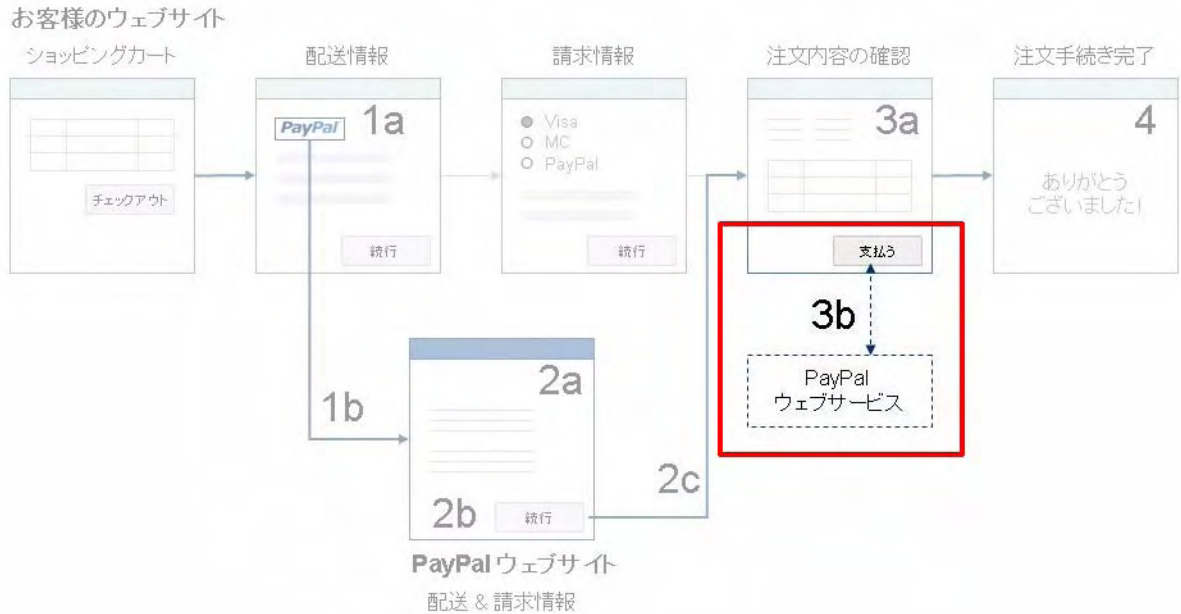 お客様のウェブサイト
ショッピングカート
配送情報
請求情報
注文内容の確認
注文手続き完了
チェックアウト
PayPal
1a
続行
Visa
MC
PayPal
続行
3a
支払う
4
ありがとう
ございました!
3b
PayPal
ウェブサービス
1b
2a
2b
続行
2c
PayPal ウェブサイト
配送 & 請求情報